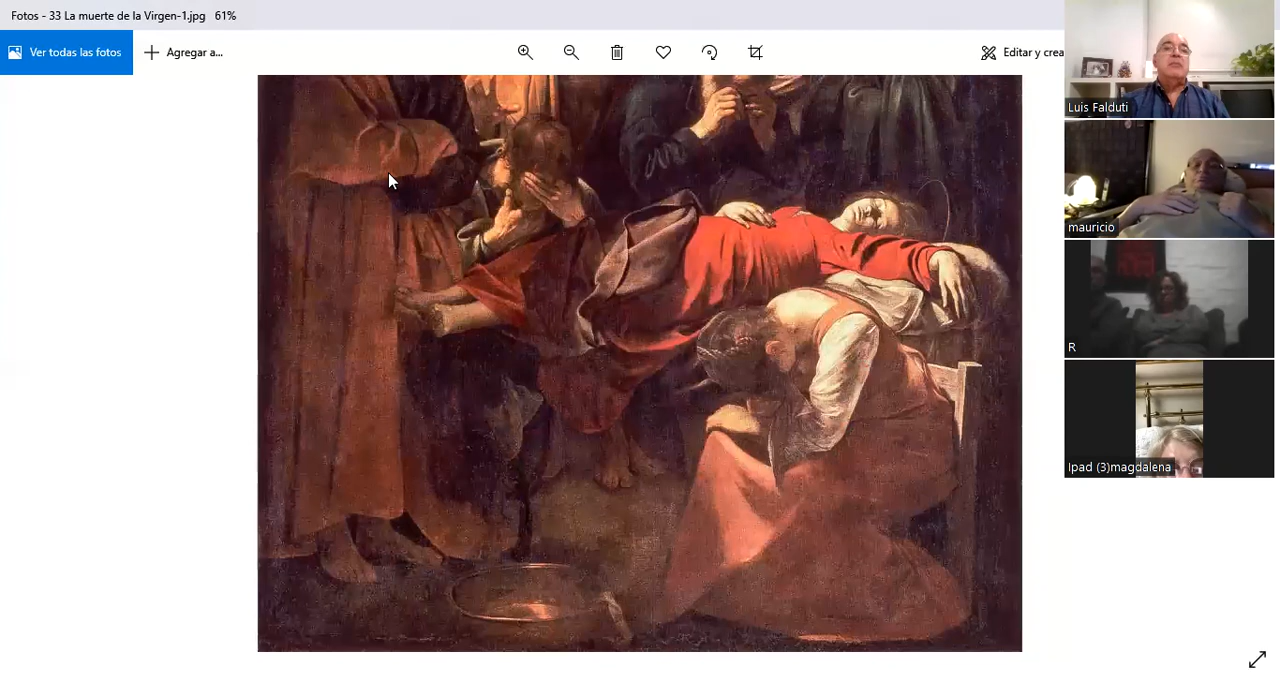 Fotos - 33 La muerte de la Virgen-1.jpg 61%
Ver todas las fotos
Agregar a...
Editar y crea
Luis Falduti
mauricio
R
Ipad (3)magdalena